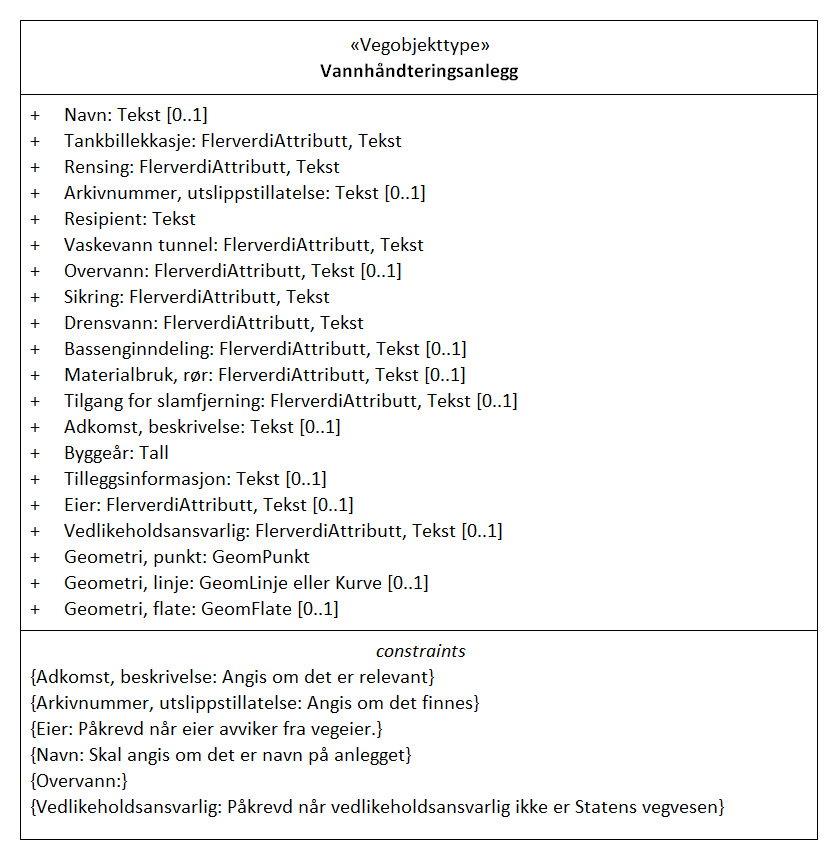 «Vegobjekttype»
Vannhåndteringsanlegg
+ Navn: Tekst [0..1]
+ Tankbillekkasje: FlerverdiAttributt, Tekst
+ Rensing: FlerverdiAttributt, Tekst
+ Arkivnummer, utslippstillatelse: Tekst [0..1]
+ Resipient: Tekst
+ Vaskevann tunnel: FlerverdiAttributt, Tekst
+ Overvann: FlerverdiAttributt, Tekst [0..1]
+ Sikring: FlerverdiAttributt, Tekst
+ Drensvann: FlerverdiAttributt, Tekst
+ Bassenginndeling: FlerverdiAttributt, Tekst [0..1]
+ Materialbruk, rør: FlerverdiAttributt, Tekst [0..1]
+ Tilgang for slamfjerning: FlerverdiAttributt, Tekst [0..1]
+ Adkomst, beskrivelse: Tekst [0..1]
+ Byggeår: Tall
+ Tilleggsinformasjon: Tekst [0..1]
+ Eier: FlerverdiAttributt, Tekst [0..1]
+ Vedlikeholdsansvarlig: FlerverdiAttributt, Tekst [0..1]
+ Geometri, punkt: GeomPunkt
+ Geometri, linje: GeomLinje eller Kurve [0..1]
+ Geometri, flate: GeomFlate [0..1]
constraints
{Adkomst, beskrivelse: Angis om det er relevant}
{Arkivnummer, utslippstillatelse: Angis om det finnes}
{Eier: Påkrevd når eier avviker fra vegeier.}
{Navn: Skal angis om det er navn på anlegget}
{Overvann:}
{Vedlikeholdsansvarlig: Påkrevd når vedlikeholdsansvarlig ikke er Statens vegvesen}